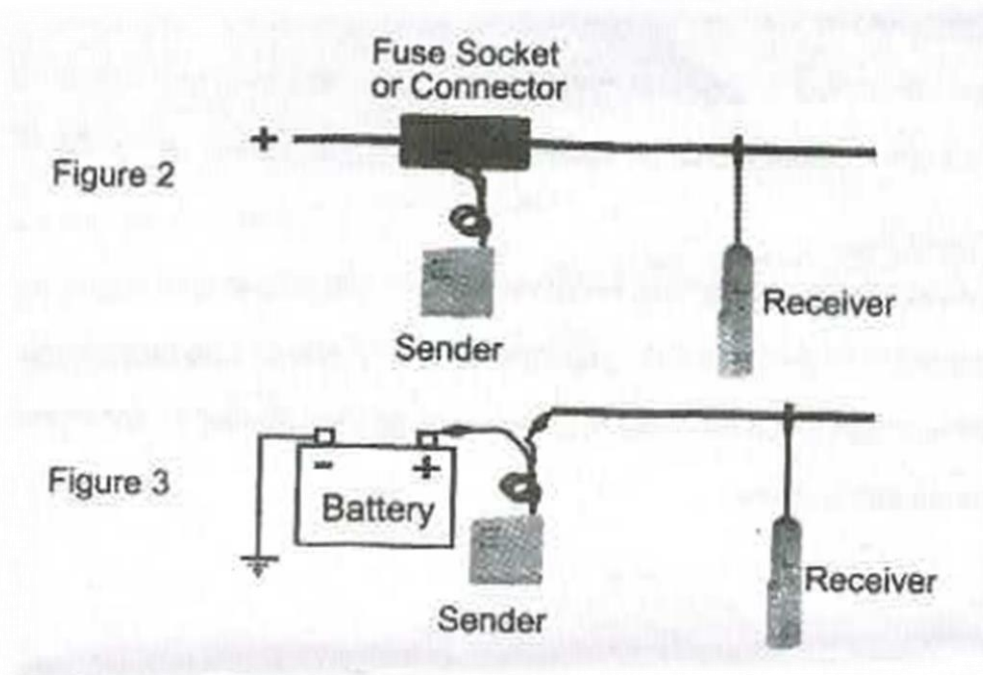 Fuse Socket
or Connector
+
Figure 2
Receiver
Sender
Figure 3
- +
Battery
Receiver
Sender